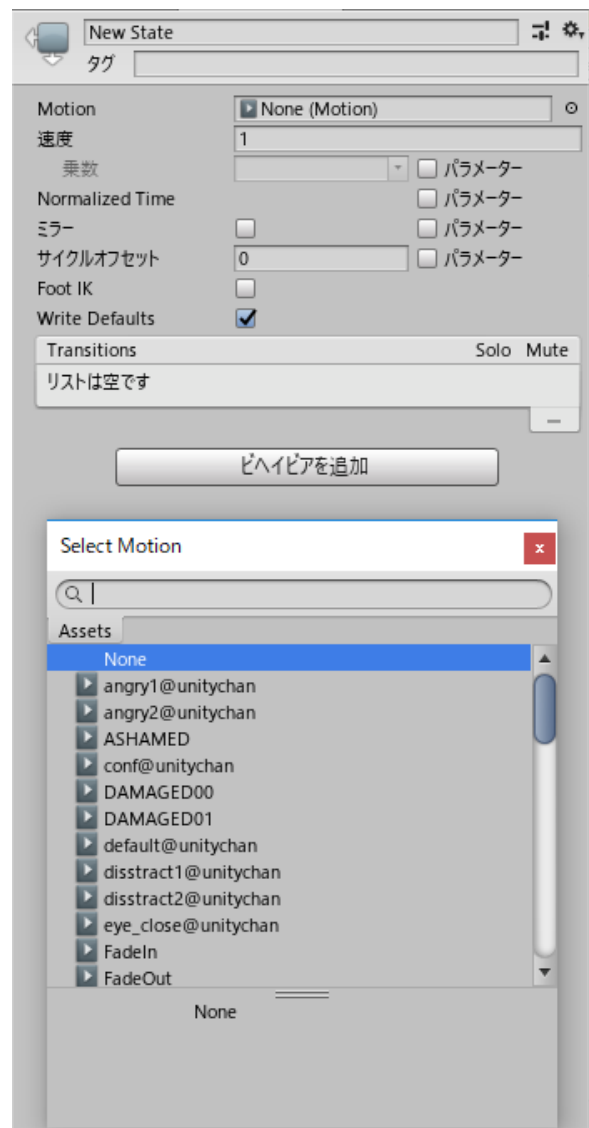 New State
タグ
Motion None (Motion)
速度 1
乗数 パラメーター
Normalized Time パラメーター
ミラー パラメーター
サイクルオフセット 0 パラメーター
Foot IK
Write Defaults
Transitions Solo Mute
リストは空です
ビヘイビアを追加
Select Motion
Assets
None
angry1@unitychan
angry2@unitychan
ASHAMED
conf@unitychan
DAMAGED00
DAMAGED01
default@unitychan
disstract1@unitychan
disstract2@unitychan
eye_close@unitychan
FadeIn
FadeOut
None